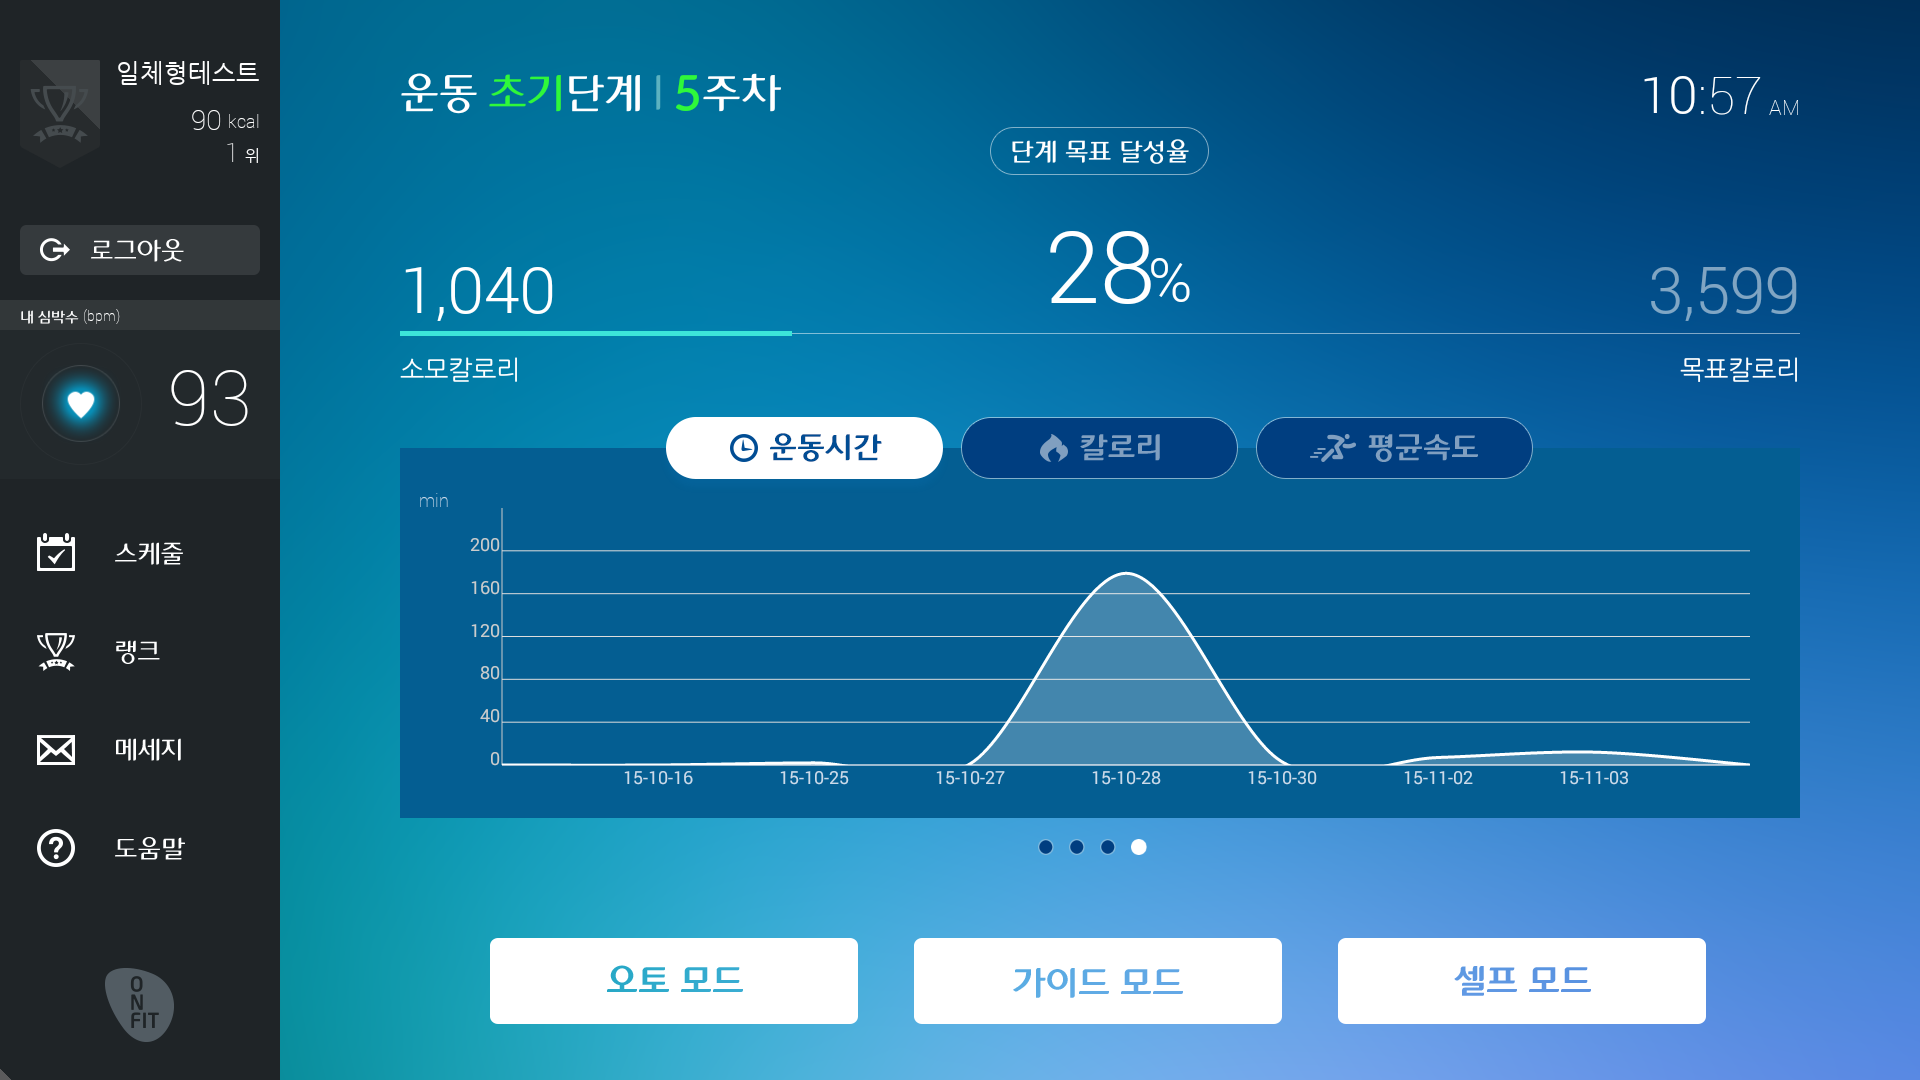 일체형테스트
90 kcal
1 위
로그아웃
내 심박수 (bpm)
93
스케줄
랭크
메세지
도움말
ON
FIT
운동 초기단계 | 5주차
10:57 AM
단계 목표 달성율
1,040
28%
3,599
소모칼로리
목표칼로리
운동시간
칼로리
평균속도
min
200
160
120
80
40
0
15-10-16
15-10-25
15-10-27
15-10-28
15-10-30
15-11-02
15-11-03
오토 모드
가이드 모드
셀프 모드